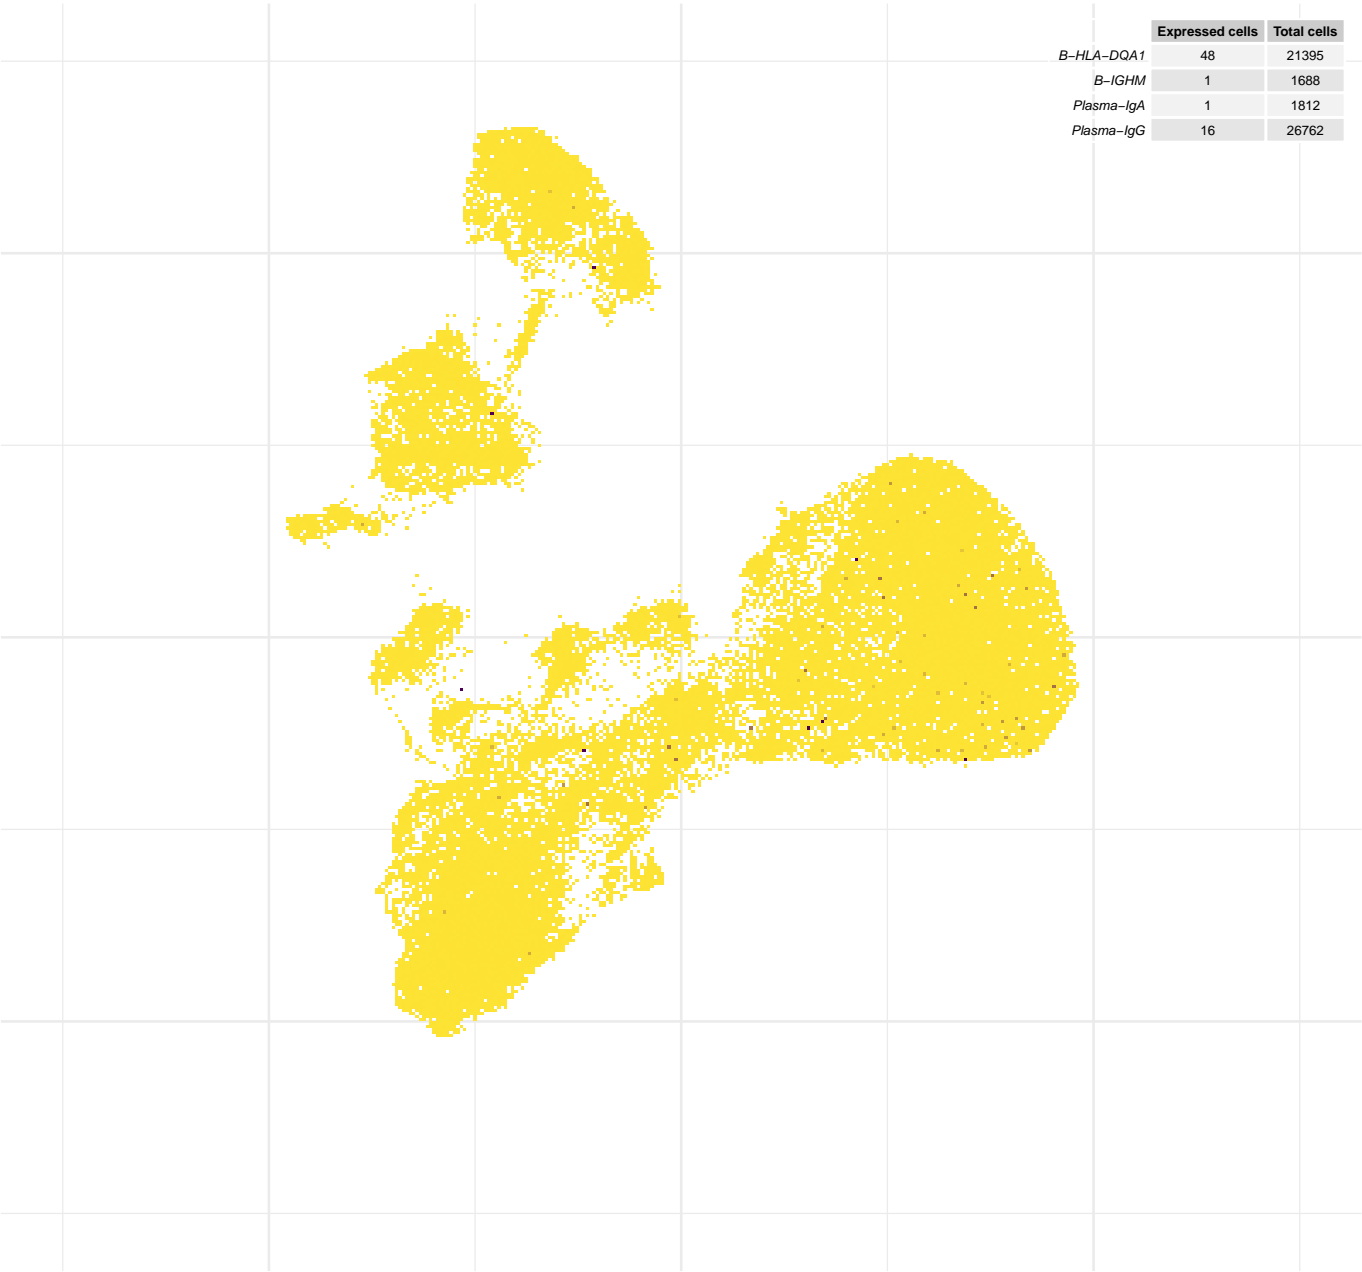 Expressed cells Total cells
B−HLA−DQA1 48 21395
B−IGHM 1 1688
Plasma−IgA 1 1812
Plasma−IgG 16 26762